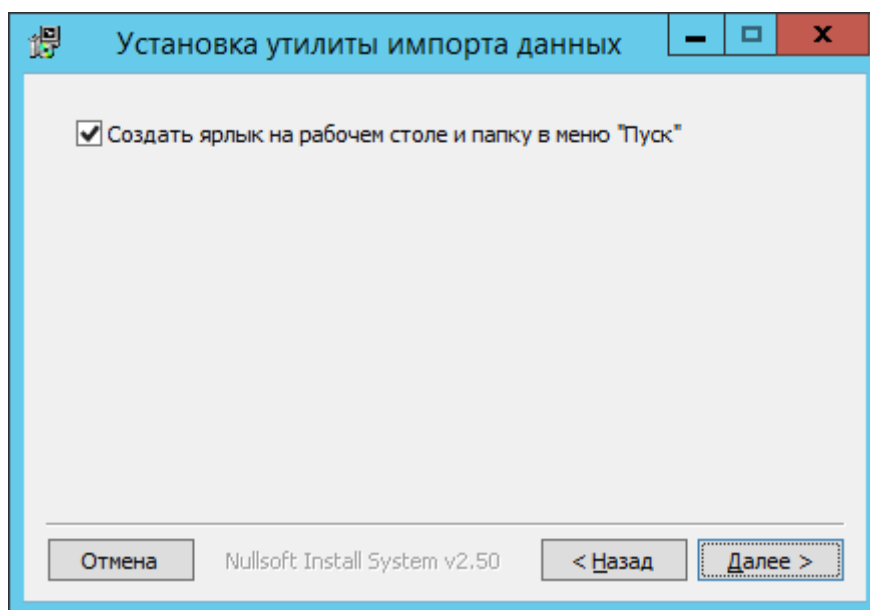 Установка утилиты импорта данных
Создать ярлык на рабочем столе и папку в меню "Пуск"
Отмена
Nullsoft Install System v2.50
< Назад
Далее >